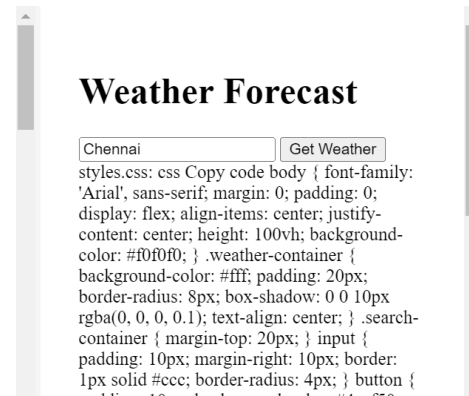 Weather Forecast
Chennai Get Weather
styles.css: css Copy code body { font-family:
'Arial', sans-serif; margin: 0; padding: 0;
display: flex; align-items: center; justify-
content: center; height: 100vh; background-
color: #f0f0f0; } .weather-container {
background-color: #fff; padding: 20px;
border-radius: 8px; box-shadow: 0 0 10px
rgba(0, 0, 0, 0.1); text-align: center; } .search-
container { margin-top: 20px; } input {
padding: 10px; margin-right: 10px; border:
1px solid #ccc; border-radius: 4px; } button {